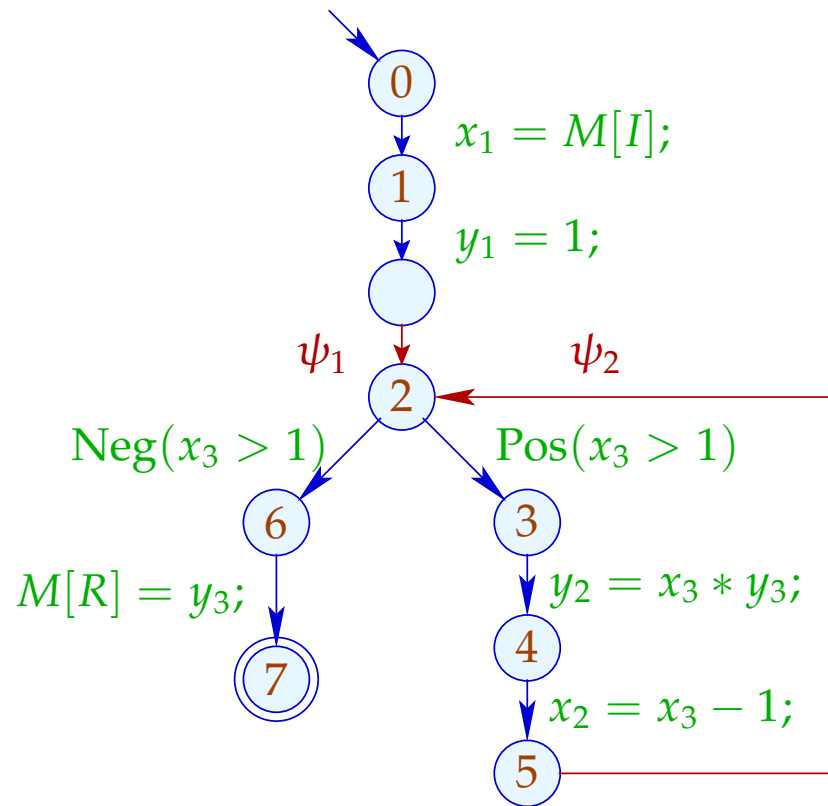 0
x₁ = M[I];
1
y₁ = 1;
ψ₁
ψ₂
2
Neg(x₃ > 1)
Pos(x₃ > 1)
6
3
M[R] = y₃;
y₂ = x₃ ∗ y₃;
4
7
x₂ = x₃ − 1;
5